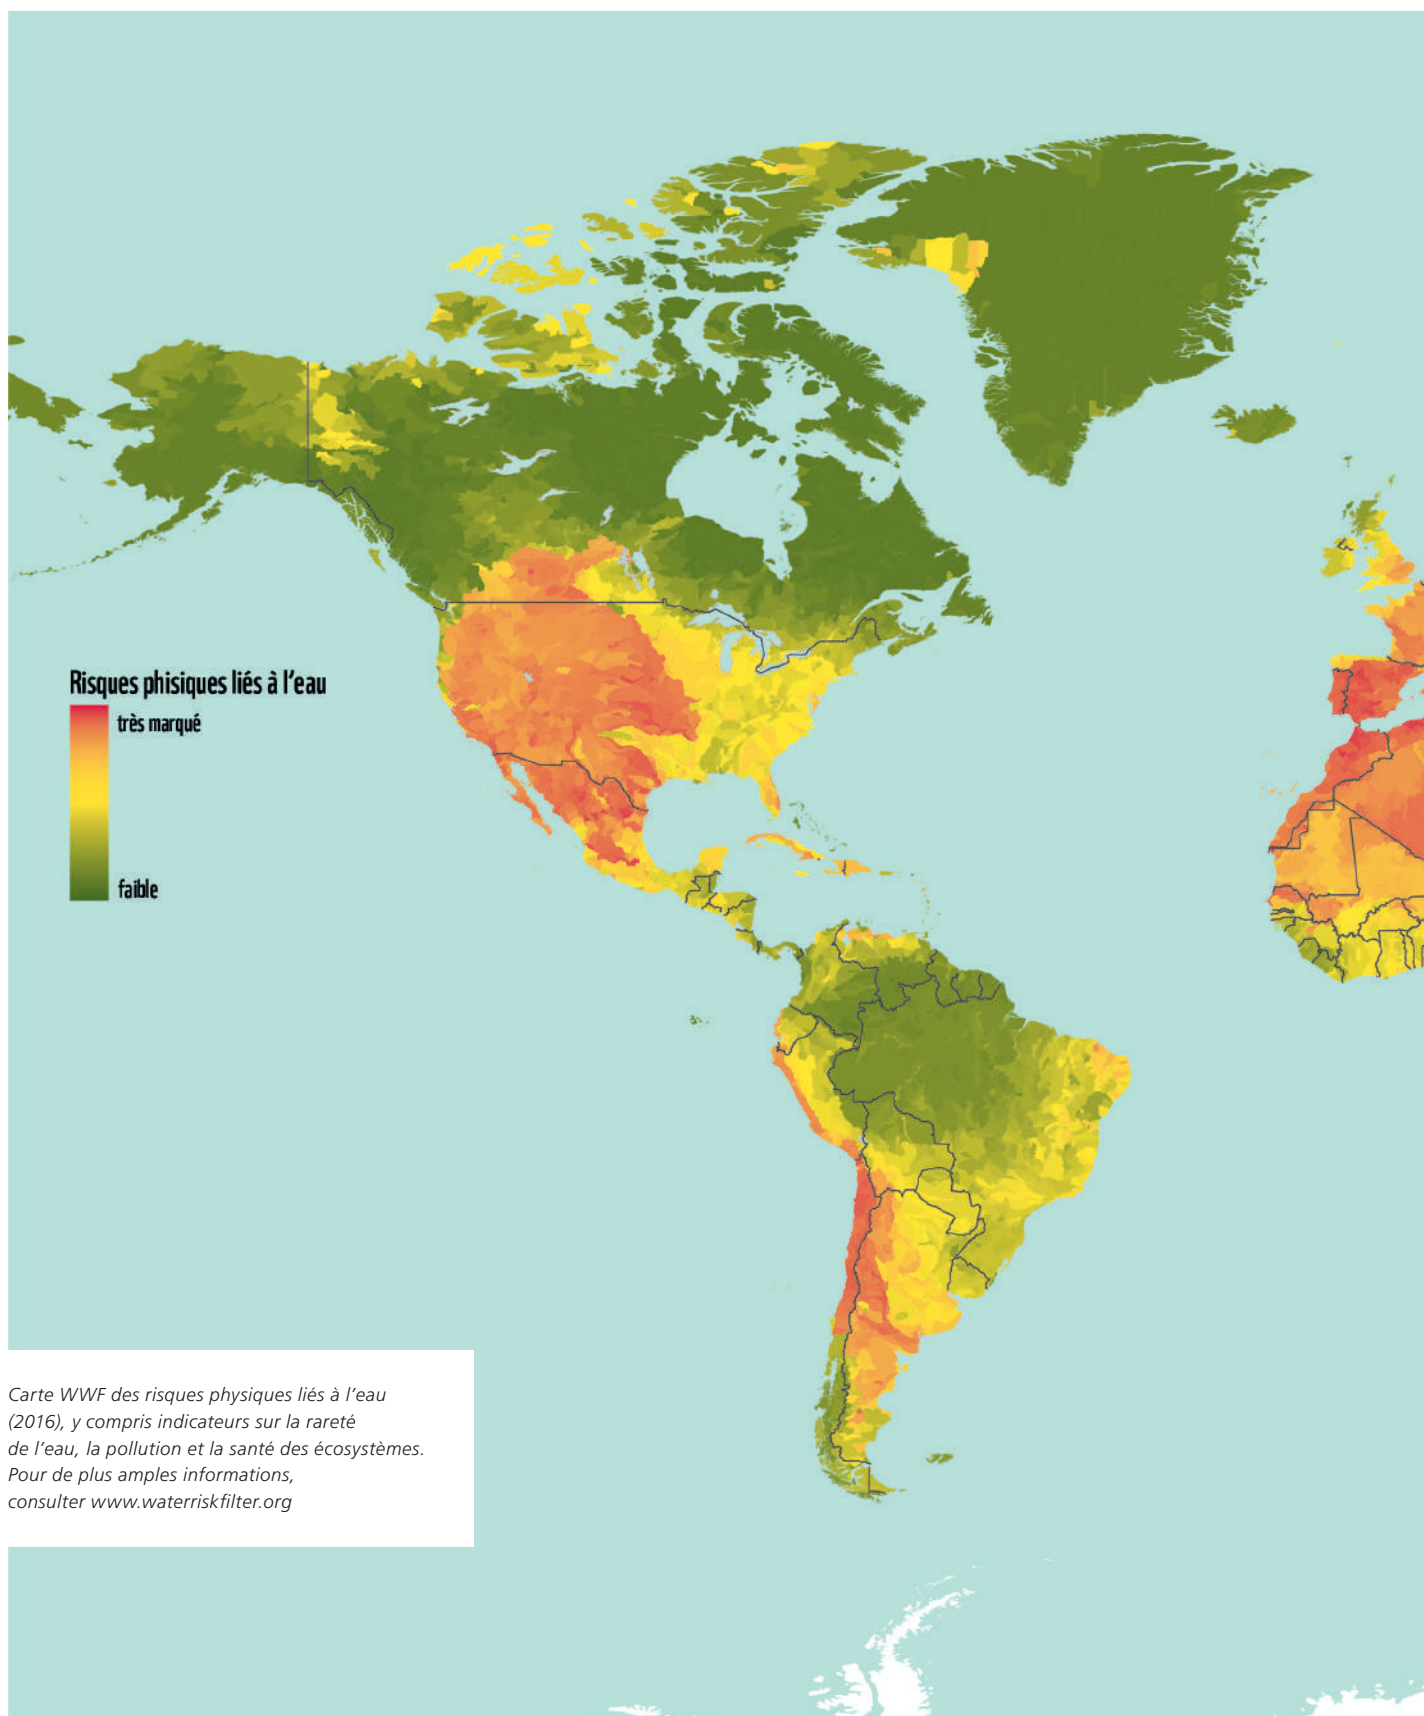 Risques phisiques liés à l'eau
très marqué
faible
Carte WWF des risques physiques liés à l'eau
(2016), y compris indicateurs sur la rareté
de l'eau, la pollution et la santé des écosystèmes.
Pour de plus amples informations,
consulter www.waterriskfilter.org